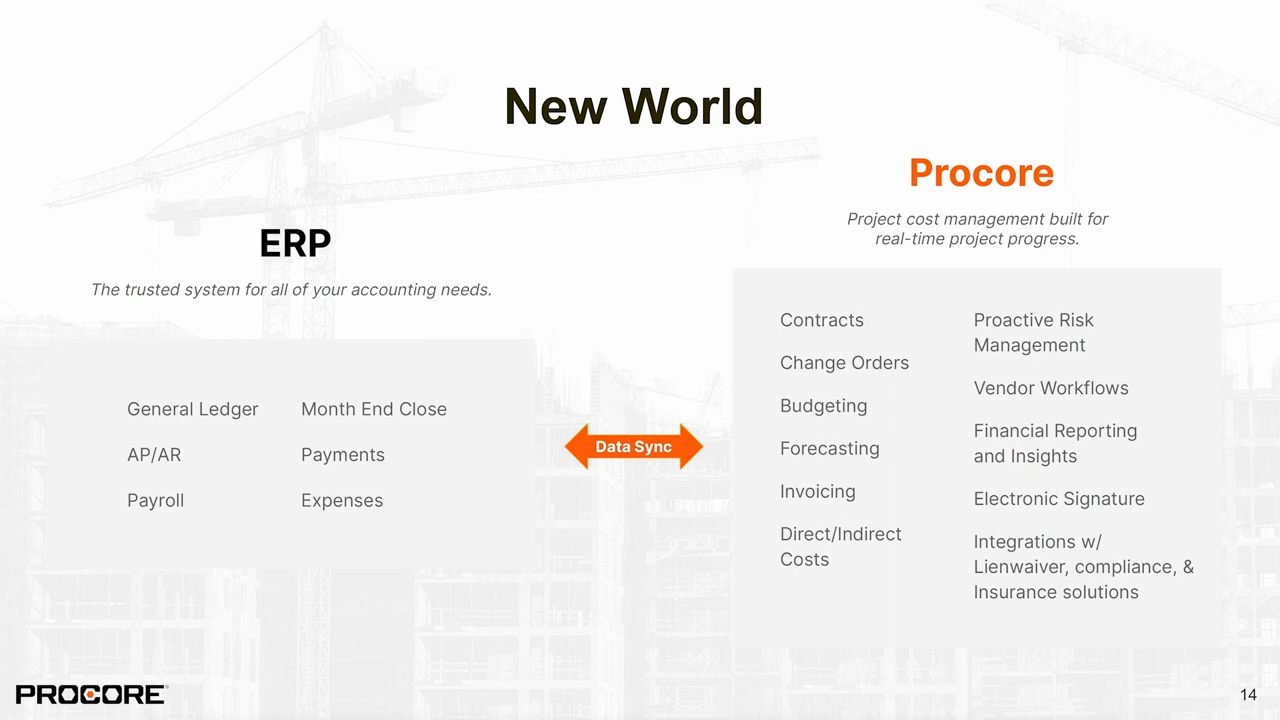 New World
ERP
The trusted system for all of your accounting needs.
General Ledger
AP/AR
Payroll
Month End Close
Payments
Expenses
Data Sync
Procore
Project cost management built for
real-time project progress.
Contracts
Change Orders
Budgeting
Forecasting
Invoicing
Direct/Indirect
Costs
Proactive Risk
Management
Vendor Workflows
Financial Reporting
and Insights
Electronic Signature
Integrations w/
Lienwaiver, compliance, &
Insurance solutions
PROCORE
14